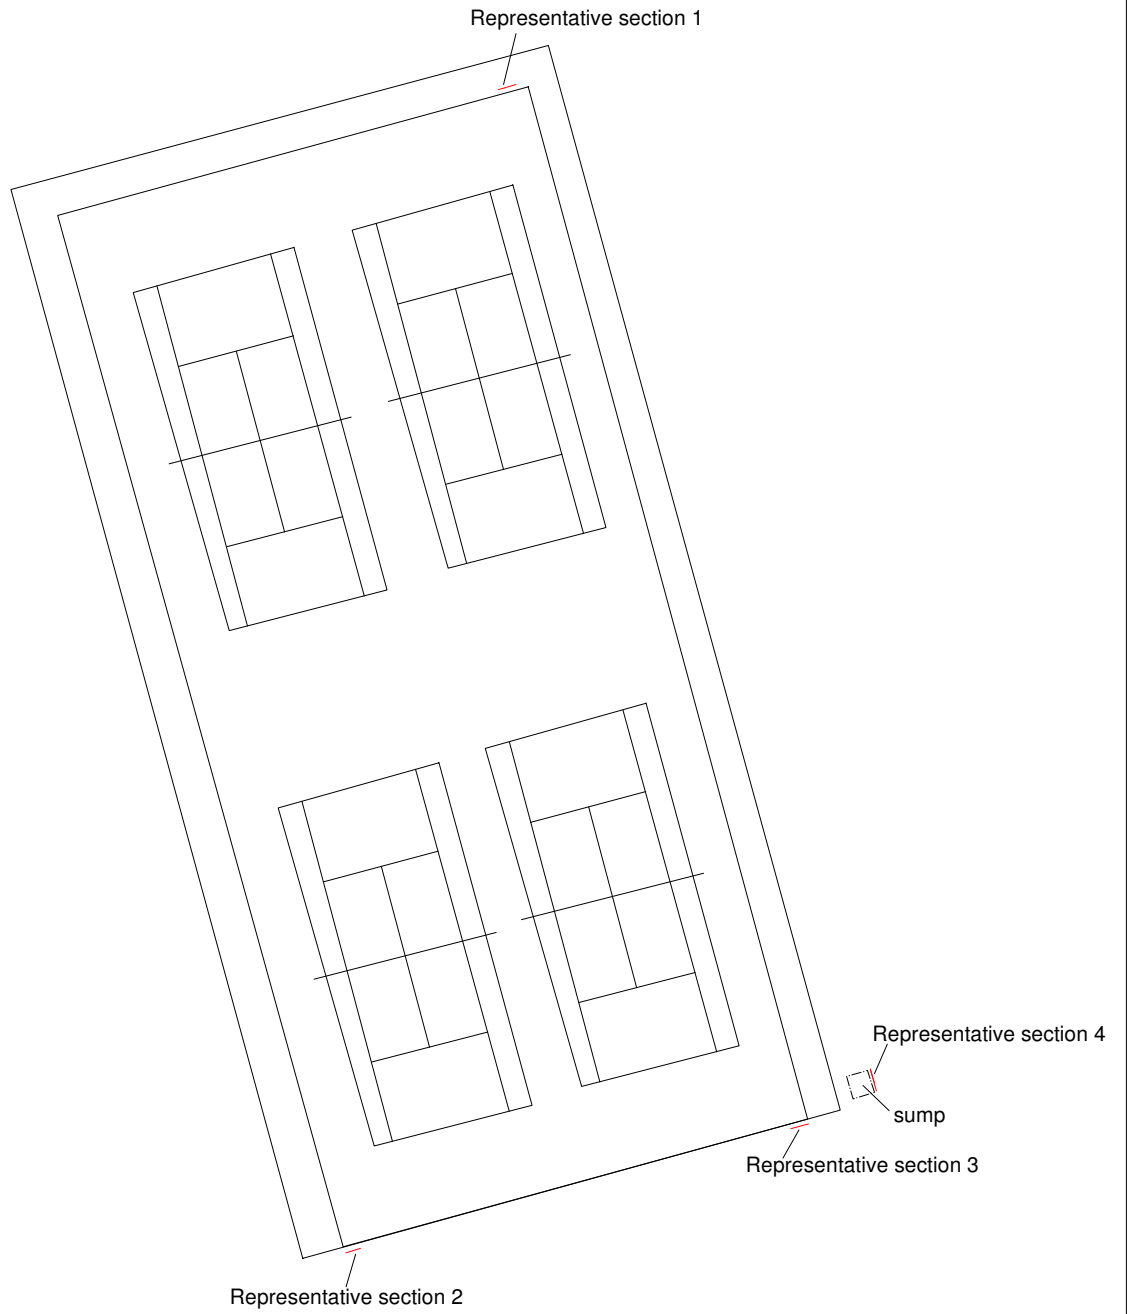 Representative section 1
Representative section 4
sump
Representative section 3
Representative section 2